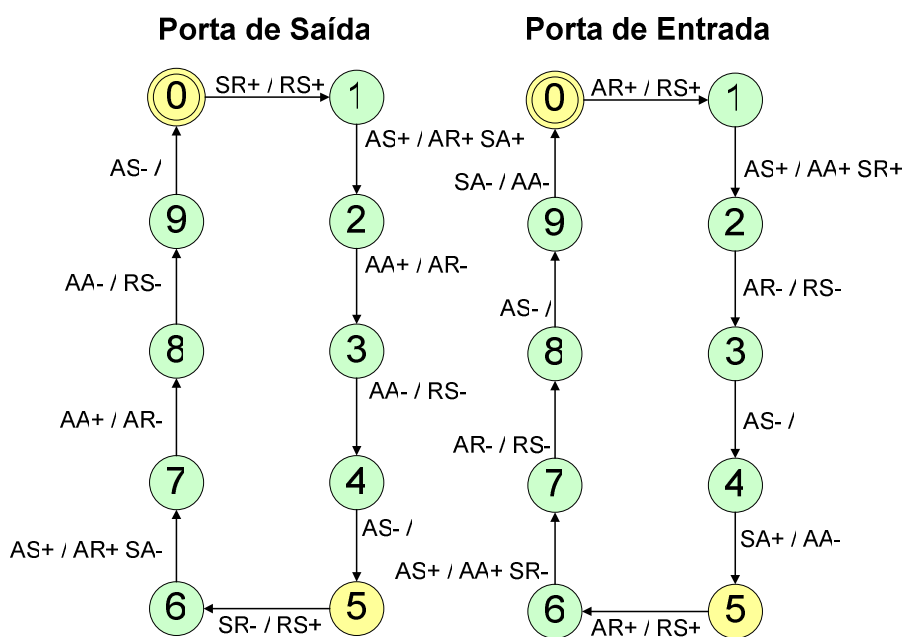 Porta de Saída
0
SR+ / RS+
1
AS+ / AR+ SA+
2
AA+ / AR-
3
AA- / RS-
4
AS- /
5
SR- / RS+
6
AS+ / AR+ SA-
7
AA+ / AR-
8
AA- / RS-
9
AS- /
Porta de Entrada
0
AR+ / RS+
1
AS+ / AA+ SR+
2
AR- / RS-
3
AS- /
4
SA+ / AA-
5
AR+ / RS+
6
AS+ / AA+ SR-
7
AR- / RS-
8
AS- /
9
SA- / AA-